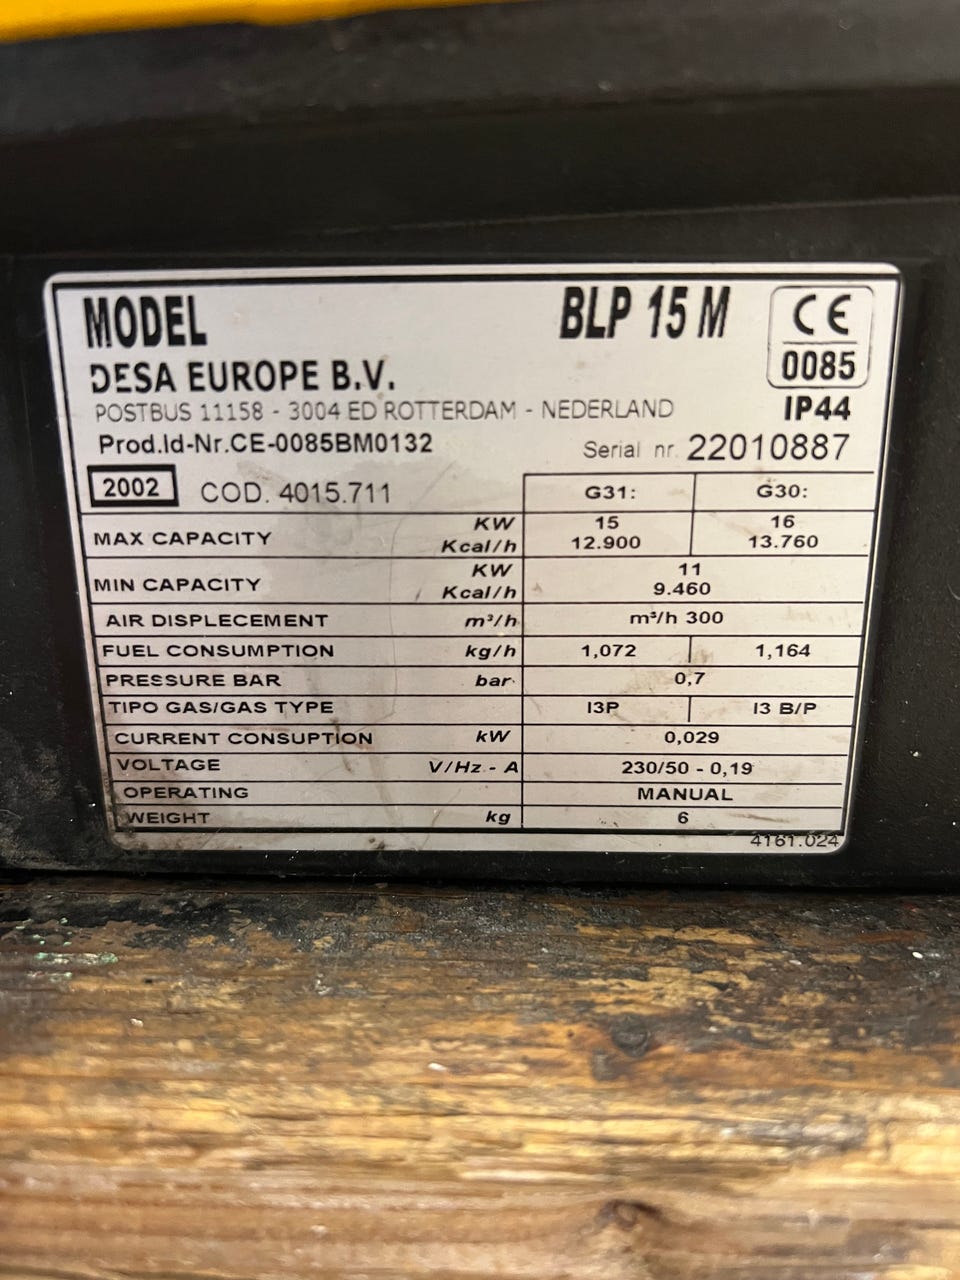 MODEL BLP 15 M CE
DESA EUROPE B.V. 0085
POSTBUS 11158 - 3004 ED ROTTERDAM - NEDERLAND IP44
Prod.Id-Nr.CE-0085BM0132 Serial nr. 22010887
2002 COD. 4015.711 G31: G30:
MAX CAPACITY KW 15 16
Kcal/h 12.900 13.760
MIN CAPACITY KW 11
Kcal/h 9.460
AIR DISPLECEMENT m³/h m³/h 300
FUEL CONSUMPTION kg/h 1,072 1,164
PRESSURE BAR bar 0,7
TIPO GAS/GAS TYPE I3P I3 B/P
CURRENT CONSUPTION kW 0,029
VOLTAGE V/Hz - A 230/50 - 0,19
OPERATING MANUAL
WEIGHT kg 6
4161.024